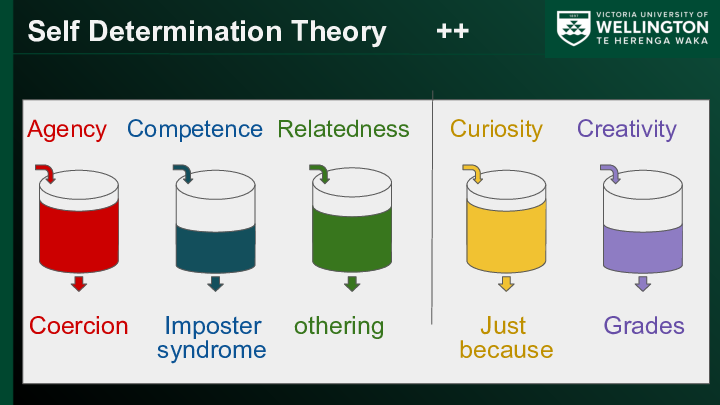 Self Determination Theory ++
VICTORIA UNIVERSITY OF
WELLINGTON
TE HERENGA WAKA
Agency Competence Relatedness Curiosity Creativity
Coercion Imposter syndrome othering Just because Grades